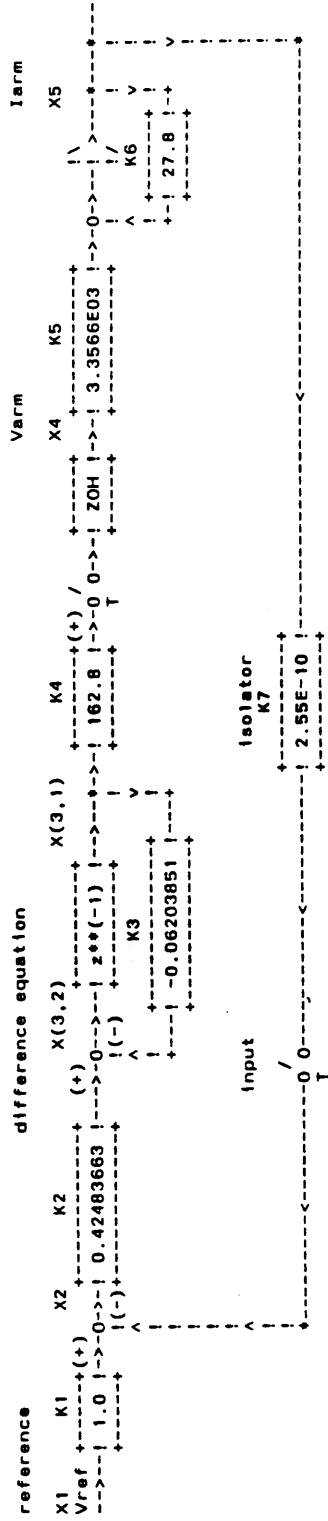 reference difference equation Varm Iarm
X1 K1 X2 K2 X(3,2) X(3,1) K4 X4 K5 X5
Vref +-----+(+) +------------+ (+) +---------+ +-------+(+) / +-----+ +-----------+ !\
-->--! 1.0 !-->-O-->-! 0.42483663 !---->-O-->--! z**(-1) !--->---*-->--! 162.8 !-->-O O-->--! ZOH !-->--! 3.3566E03 !-->--O-->--! >---*---*----
+-----+ !(-)+------------+ !(-) +---------+ ! +-------+ T +-----+ +-----------+ ^ !/ v !
K3 K6
+-------------+ +------+
+----! -0.06203851 !----+ +--! 27.8 !--+
+-------------+ +------+
input Isolator
K7
/ +----------+
*-----<-----O O-----<-----! 2.55E-10 !-----<-----*
T +----------+